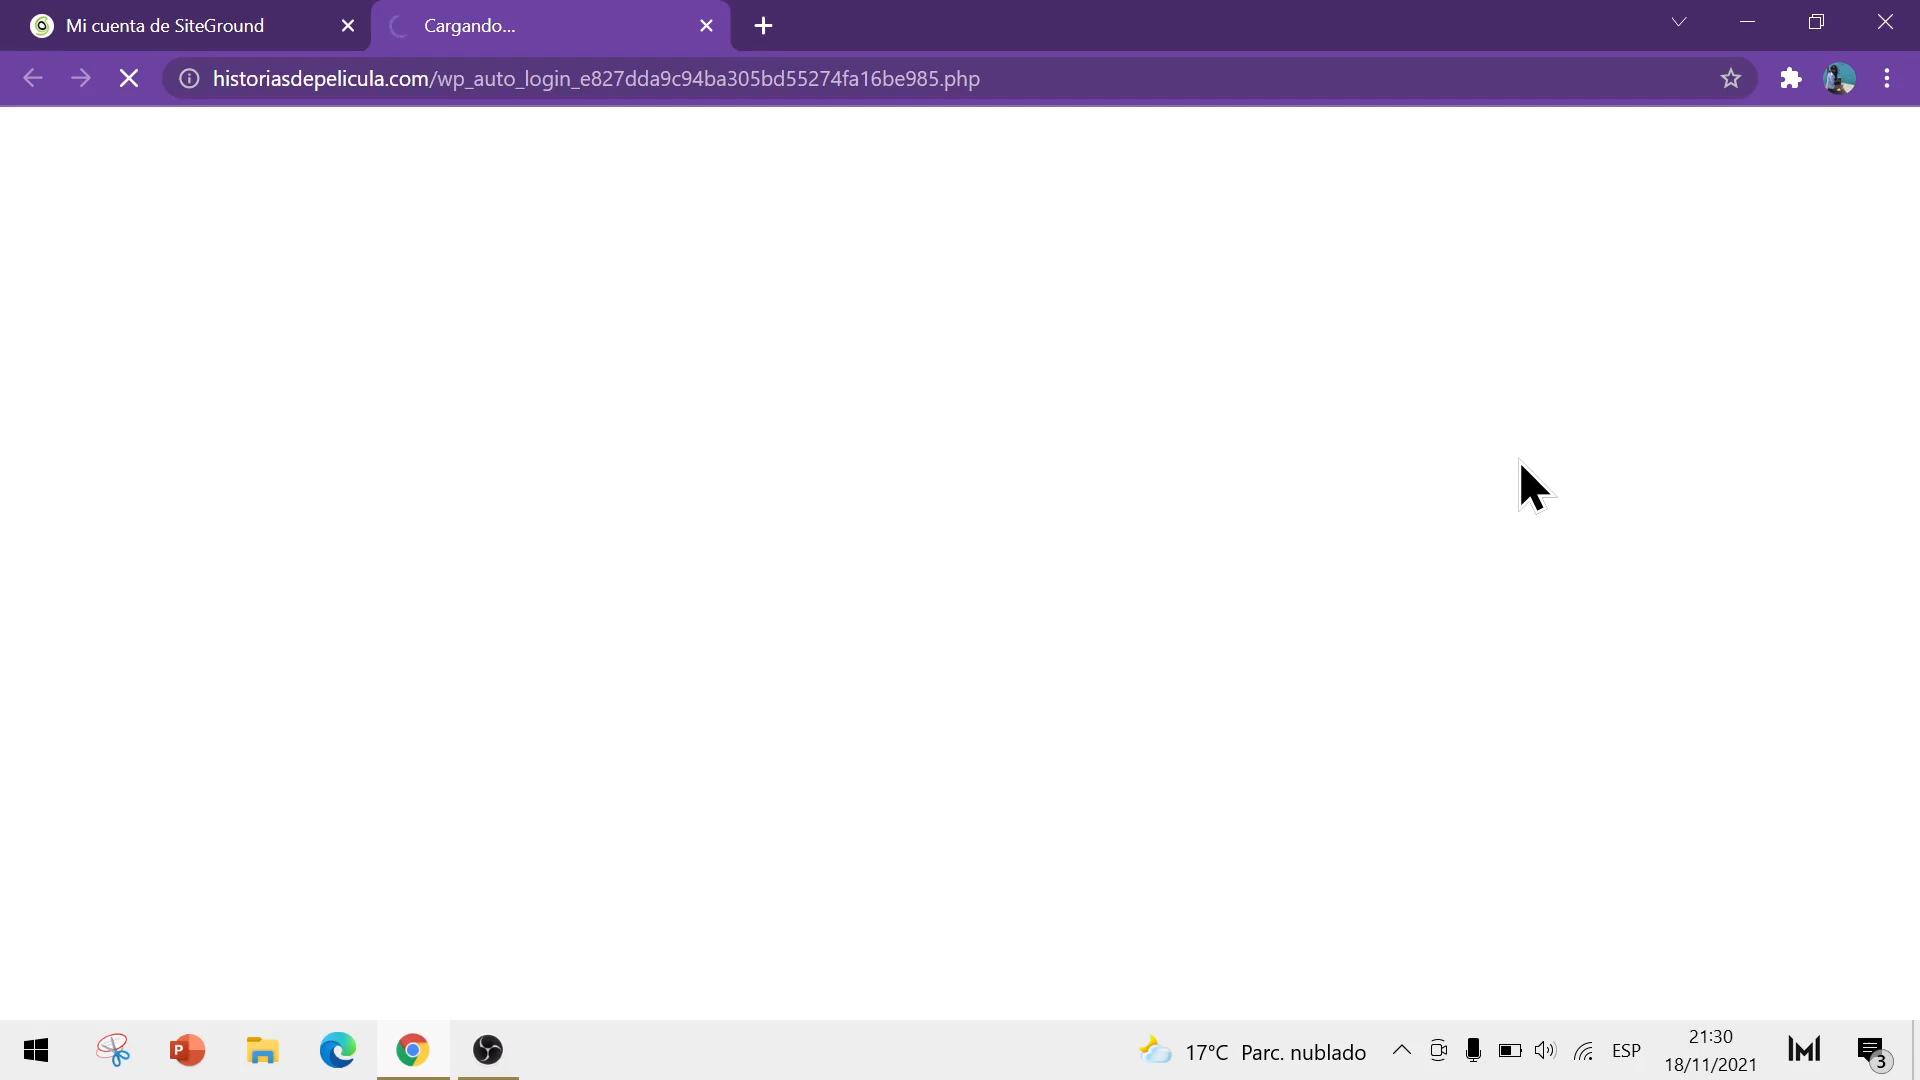 Mi cuenta de SiteGround
Cargando...
historiasdepelicula.com/wp_auto_login_e827dda9c94ba305bd55274fa16be985.php
P
17°C Parc. nublado
ESP
21:30
18/11/2021
3